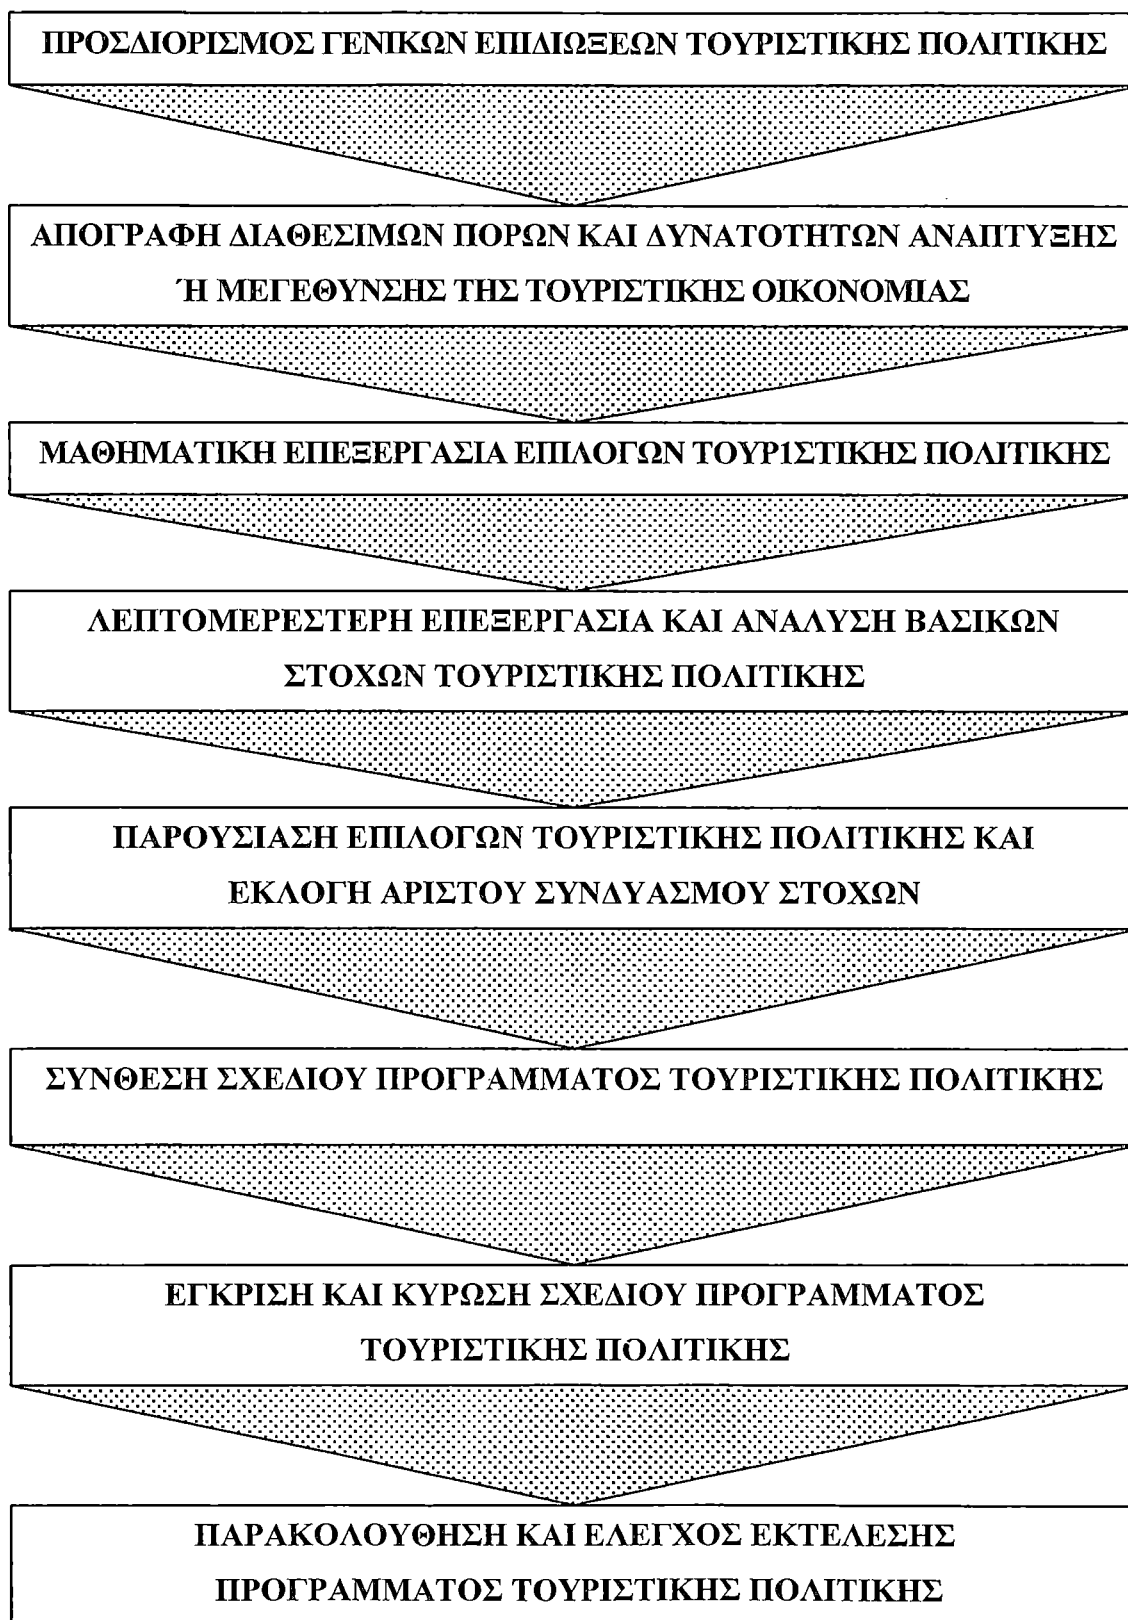 ΠΡΟΣΔΙΟΡΙΣΜΟΣ ΓΕΝΙΚΩΝ ΕΠΙΔΙΩΞΕΩΝ ΤΟΥΡΙΣΤΙΚΗΣ ΠΟΛΙΤΙΚΗΣ
ΑΠΟΓΡΑΦΗ ΔΙΑΘΕΣΙΜΩΝ ΠΟΡΩΝ ΚΑΙ ΔΥΝΑΤΟΤΗΤΩΝ ΑΝΑΠΤΥΞΗΣ
Ή ΜΕΓΕΘΥΝΣΗΣ ΤΗΣ ΤΟΥΡΙΣΤΙΚΗΣ ΟΙΚΟΝΟΜΙΑΣ
ΜΑΘΗΜΑΤΙΚΗ ΕΠΕΞΕΡΓΑΣΙΑ ΕΠΙΛΟΓΩΝ ΤΟΥΡ1ΣΤΙΚΗΣ ΠΟΛΙΤΙΚΗΣ
ΛΕΠΤΟΜΕΡΕΣΤΕΡΗ ΕΠΕΞΕΡΓΑΣΙΑ ΚΑΙ ΑΝΑΛΥΣΗ ΒΑΣΙΚΩΝ
ΣΤΟΧΩΝ ΤΟΥΡΙΣΤΙΚΗΣ ΠΟΛΙΤΙΚΗΣ
ΠΑΡΟΥΣΙΑΣΗ ΕΠΙΛΟΓΩΝ ΤΟΥΡΙΣΤΙΚΗΣ ΠΟΛΙΤΙΚΗΣ ΚΑΙ
ΕΚΛΟΓΗ ΑΡΙΣΤΟΥ ΣΥΝΔΥΑΣΜΟΥ ΣΤΟΧΩΝ
ΣΥΝΘΕΣΗ ΣΧΕΔΙΟΥ ΠΡΟΓΡΑΜΜΑΤΟΣ ΤΟΥΡΙΣΤΙΚΗΣ ΠΟΛΙΤΙΚΗΣ
ΕΓΚΡΙΣΗ ΚΑΙ ΚΥΡΩΣΗ ΣΧΕΔΙΟΥ ΠΡΟΓΡΑΜΜΑΤΟΣ
ΤΟΥΡΙΣΤΙΚΗΣ ΠΟΛΙΤΙΚΗΣ
ΠΑΡΑΚΟΛΟΥΘΗΣΗ ΚΑΙ ΕΛΕΓΧΟΣ ΕΚΤΕΛΕΣΗΣ
ΠΡΟΓΡΑΜΜΑΤΟΣ ΤΟΥΡΙΣΤΙΚΗΣ ΠΟΛΙΤΙΚΗΣ